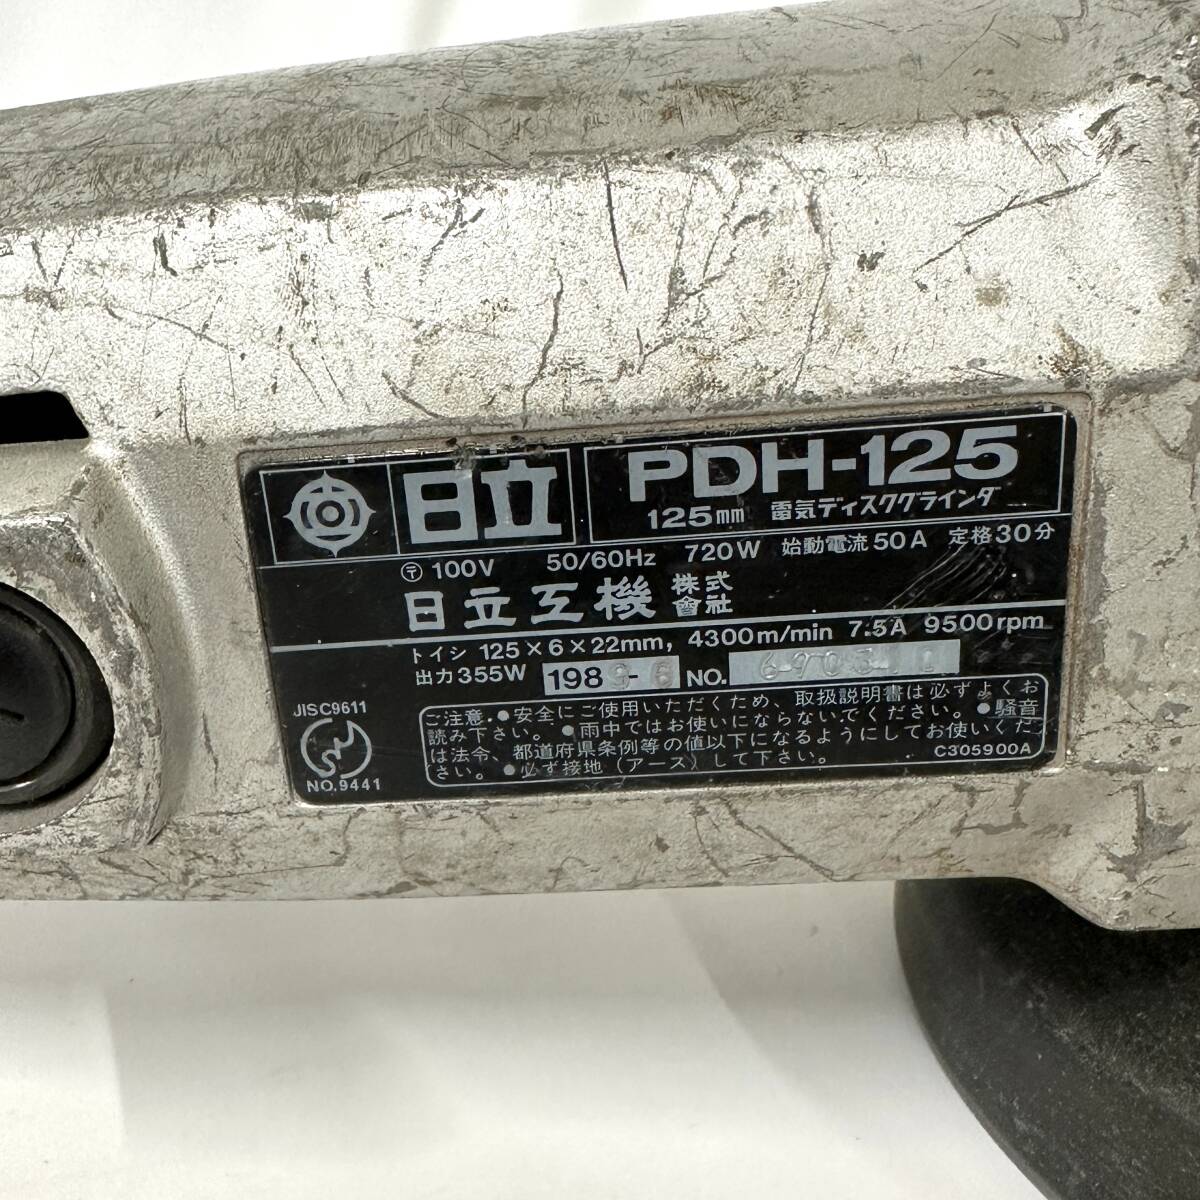 日立
PDH-125
125mm 電気ディスクグラインダ
〒 100V 50/60Hz 720W 始動電流50A 定格30分
日立工機 株式會社
トイシ 125×6×22mm, 4300m/min 7.5A 9500rpm
出力355W 198 NO.
JISC9611
NO.9441
ご注意.●安全にご使用いただくため、取扱説明書は必ずよくお
読み下さい。●雨中ではお使いにならないでください。●騒音
は法令、都道府県条例等の値以下になるようにしてお使いくだ
さい。●必ず接地(アース)して下さい。
C305900A